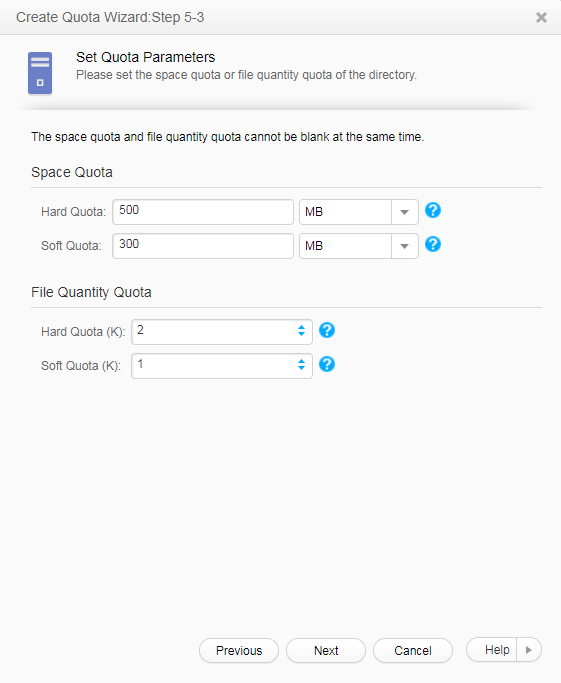 Create Quota Wizard:Step 5-3
Set Quota Parameters
Please set the space quota or file quantity quota of the directory.
The space quota and file quantity quota cannot be blank at the same time.
Space Quota
Hard Quota: 500 MB ?
Soft Quota: 300 MB ?
File Quantity Quota
Hard Quota (K): 2 ?
Soft Quota (K): 1 ?
Previous Next Cancel Help